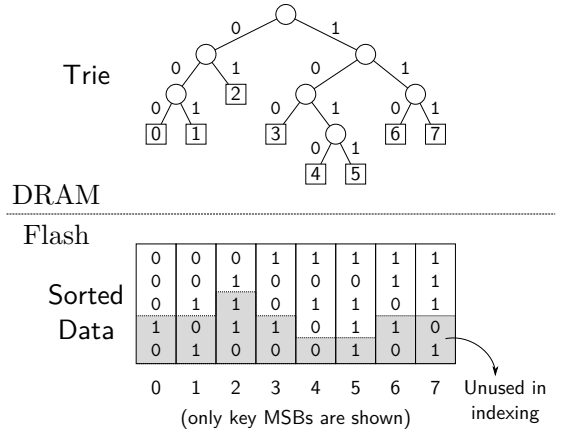 0 1
0 1 0 1
Trie
0 1 2 0 1 0 1
0 1 3 0 1 6 7
4 5
DRAM
Flash
0 0 0 1 1 1 1 1
0 0 1 0 0 0 1 1
Sorted
0 1 1 0 1 1 0 1
Data
1 0 1 1 0 1 1 0
0 1 0 0 0 1 0 1
0 1 2 3 4 5 6 7
Unused in
indexing
(only key MSBs are shown)